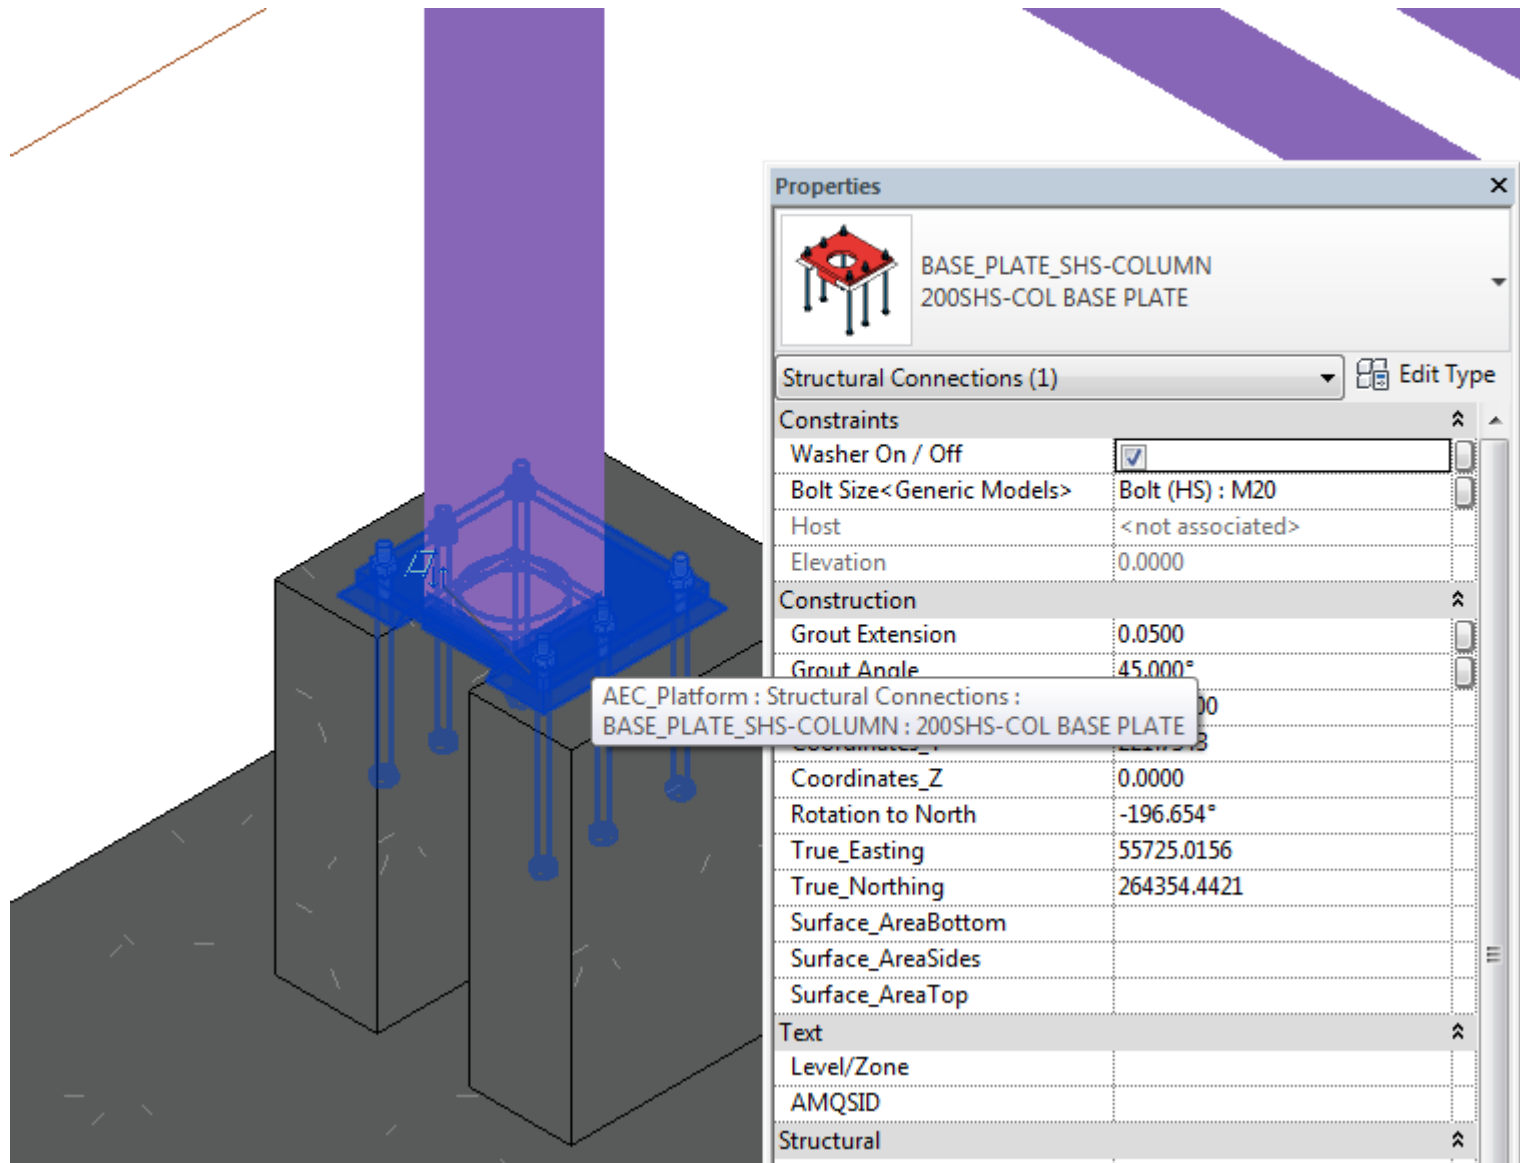 Properties
BASE_PLATE_SHS-COLUMN
200SHS-COL BASE PLATE
Structural Connections (1)
Edit Type
Constraints
Washer On / Off
Bolt Size<Generic Models> Bolt (HS) : M20
Host <not associated>
Elevation 0.0000
Construction
Grout Extension 0.0500
Grout Angle 45.000°
AEC_Platform : Structural Connections :
BASE_PLATE_SHS-COLUMN : 200SHS-COL BASE PLATE
Coordinates_Z 0.0000
Rotation to North -196.654°
True_Easting 55725.0156
True_Northing 264354.4421
Surface_AreaBottom
Surface_AreaSides
Surface_AreaTop
Text
Level/Zone
AMQSID
Structural